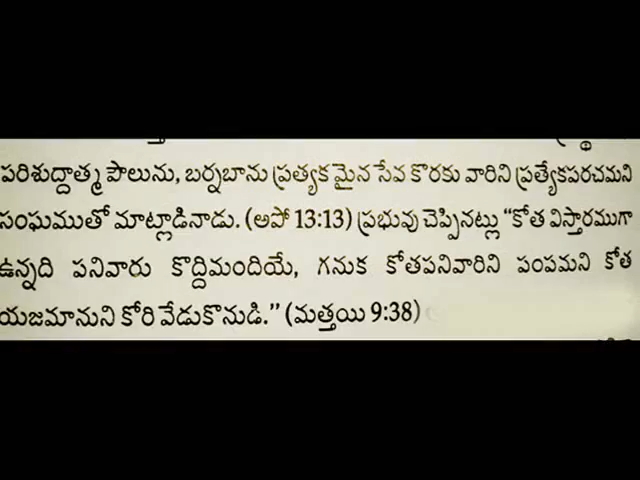 పరిశుద్దాత్మ పౌలును, బర్నబాను ప్రత్యక మైన సేవ కొరకు వారిని ప్రత్యేకపరచమని
సంఘముతో మాట్లాడినాడు. (అపో 13:13) ప్రభువు చెప్పినట్లు “కోత విస్తారముగా
ఉన్నది పనివారు కొద్దిమందియే, గనుక కోతపనివారిని పంపమని కోత
యజమానుని కోరి వేడుకొనుడి.” (మత్తయి 9:38)